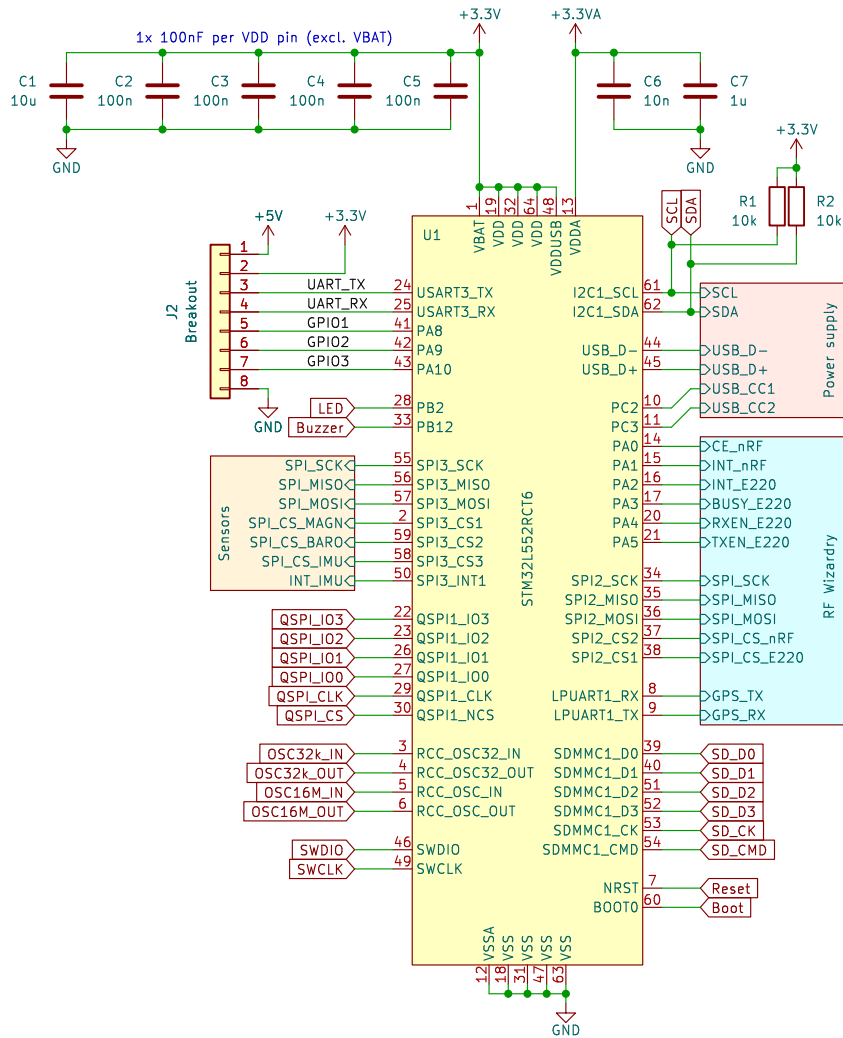 +3.3V
+3.3VA
1x 100nF per VDD pin (excl. VBAT)
C1
10u
C2
100n
C3
100n
C4
100n
C5
100n
C6
10n
C7
1u
GND
GND
+3.3V
R1
10k
R2
10k
SCL
SDA
+5V
+3.3V
J2
Breakout
1
2
3
4
5
6
7
8
UART_TX
UART_RX
GPIO1
GPIO2
GPIO3
GND
U1
STM32L552RCT6
1 VBAT
19 VDD
32 VDD
64 VDD
48 VDDUSB
13 VDDA
24 USART3_TX
25 USART3_RX
41 PA8
42 PA9
43 PA10
LED 28 PB2
Buzzer 33 PB12
Sensors
SPI_SCK 55 SPI3_SCK
SPI_MISO 56 SPI3_MISO
SPI_MOSI 57 SPI3_MOSI
SPI_CS_MAGN 2 SPI3_CS1
SPI_CS_BARO 59 SPI3_CS2
SPI_CS_IMU 58 SPI3_CS3
INT_IMU 50 SPI3_INT1
QSPI_IO3 22 QSPI1_IO3
QSPI_IO2 23 QSPI1_IO2
QSPI_IO1 26 QSPI1_IO1
QSPI_IO0 27 QSPI1_IO0
QSPI_CLK 29 QSPI1_CLK
QSPI_CS 30 QSPI1_NCS
OSC32k_IN 3 RCC_OSC32_IN
OSC32k_OUT 4 RCC_OSC32_OUT
OSC16M_IN 5 RCC_OSC_IN
OSC16M_OUT 6 RCC_OSC_OUT
SWDIO 46 SWDIO
SWCLK 49 SWCLK
I2C1_SCL 61 SCL
I2C1_SDA 62 SDA
USB_D- 44 USB_D-
USB_D+ 45 USB_D+
USB_CC1
PC2 10 USB_CC2
PC3 11
Power supply
PA0 14 CE_nRF
PA1 15 INT_nRF
PA2 16 INT_E220
PA3 17 BUSY_E220
PA4 20 RXEN_E220
PA5 21 TXEN_E220
SPI2_SCK 34 SPI_SCK
SPI2_MISO 35 SPI_MISO
SPI2_MOSI 36 SPI_MOSI
SPI2_CS2 37 SPI_CS_nRF
SPI2_CS1 38 SPI_CS_E220
LPUART1_RX 8 GPS_TX
LPUART1_TX 9 GPS_RX
RF Wizardry
SDMMC1_D0 39 SD_D0
SDMMC1_D1 40 SD_D1
SDMMC1_D2 51 SD_D2
SDMMC1_D3 52 SD_D3
SDMMC1_CK 53 SD_CK
SDMMC1_CMD 54 SD_CMD
NRST 7 Reset
BOOT0 60 Boot
VSSA 12
VSS 18
VSS 31
VSS 47
VSS 63
GND